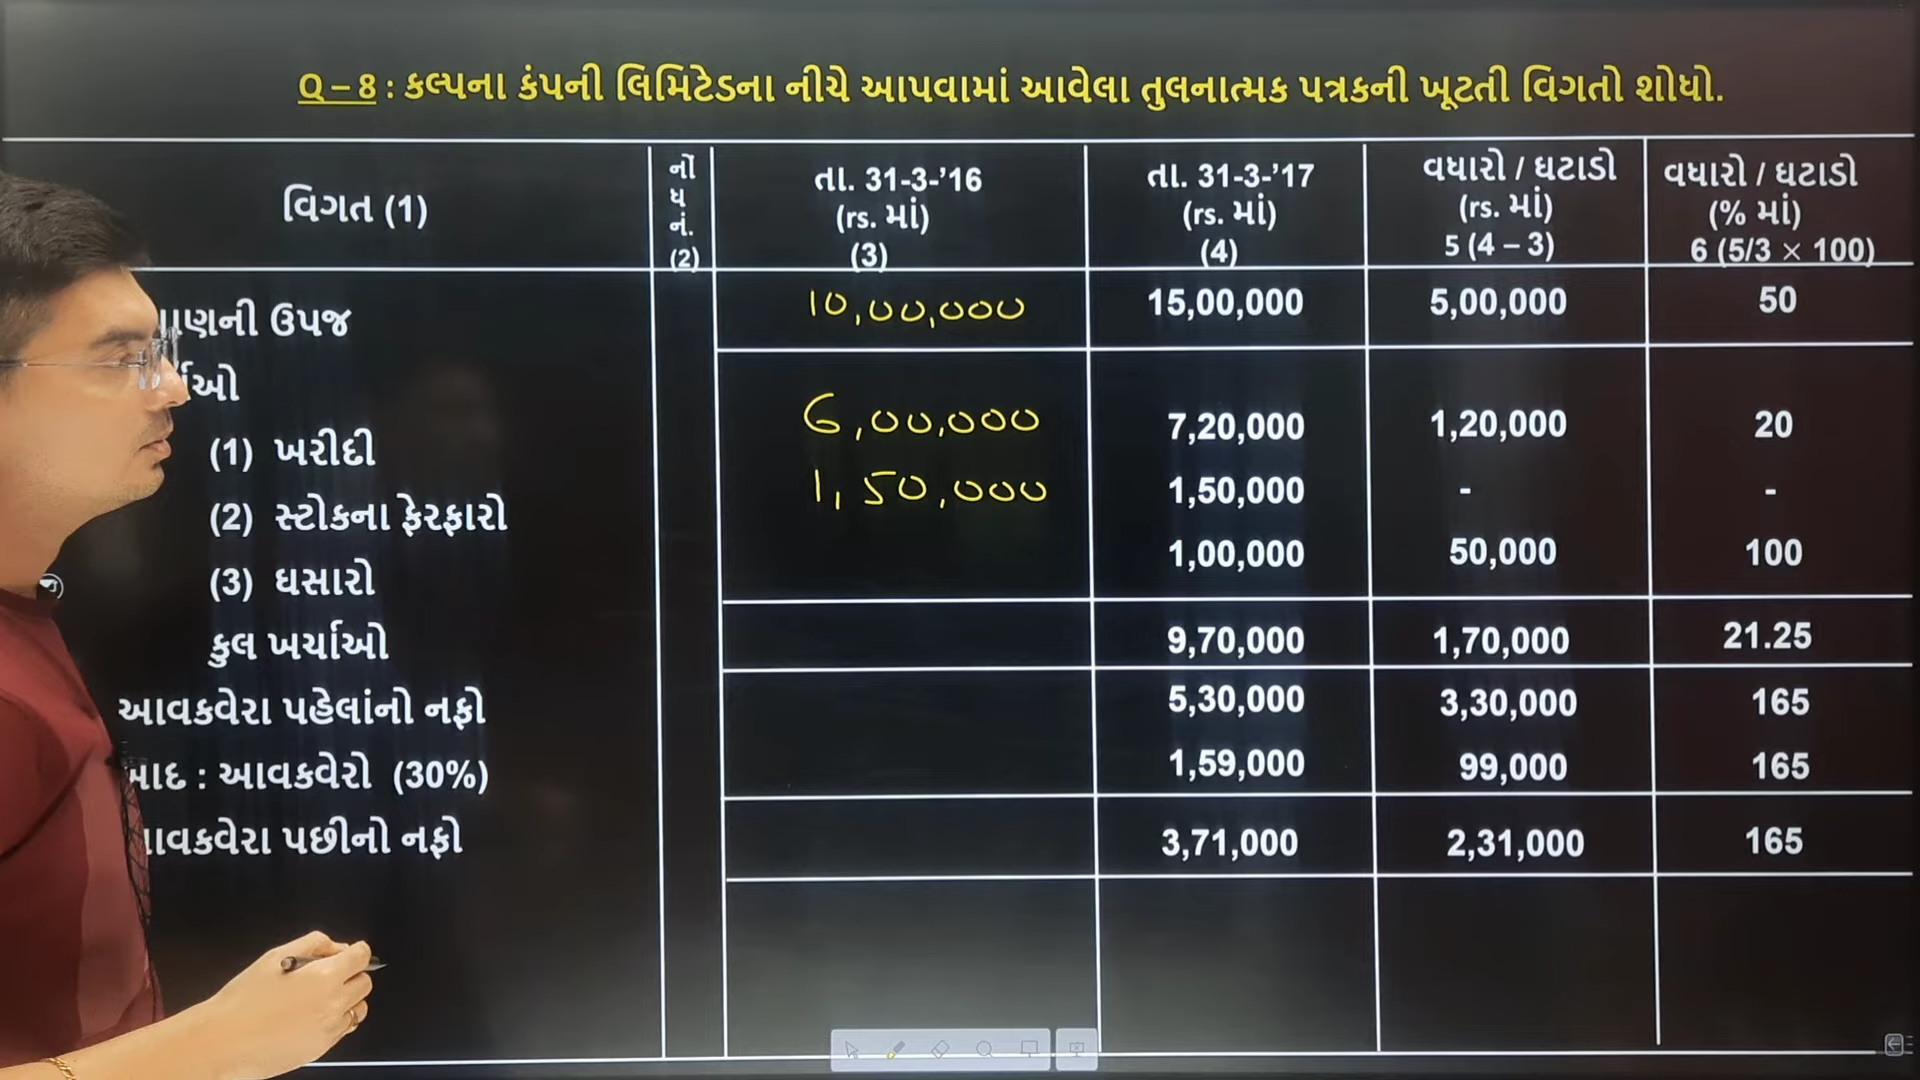 Q – 8 : કલ્પના કંપની લિમિટેડના નીચે આપવામાં આવેલા તુલનાત્મક પત્રકની ખૂટતી વિગતો શોધો.
વિગત (1) નોંધ નં. (2) તા. 31-3-'16 (rs. માં) (3) તા. 31-3-'17 (rs. માં) (4) વધારો / ઘટાડો (rs. માં) 5 (4 – 3) વધારો / ઘટાડો (% માં) 6 (5/3 × 100)
ઉપજ 10,00,000 15,00,000 5,00,000 50
(1) ખરીદી 6,00,000 7,20,000 1,20,000 20
(2) સ્ટોકના ફેરફારો 1,50,000 1,50,000 - -
(3) ઘસારો 1,00,000 50,000 100
કુલ ખર્ચાઓ 9,70,000 1,70,000 21.25
આવકવેરા પહેલાંનો નફો 5,30,000 3,30,000 165
બાદ : આવકવેરો (30%) 1,59,000 99,000 165
આવકવેરા પછીનો નફો 3,71,000 2,31,000 165